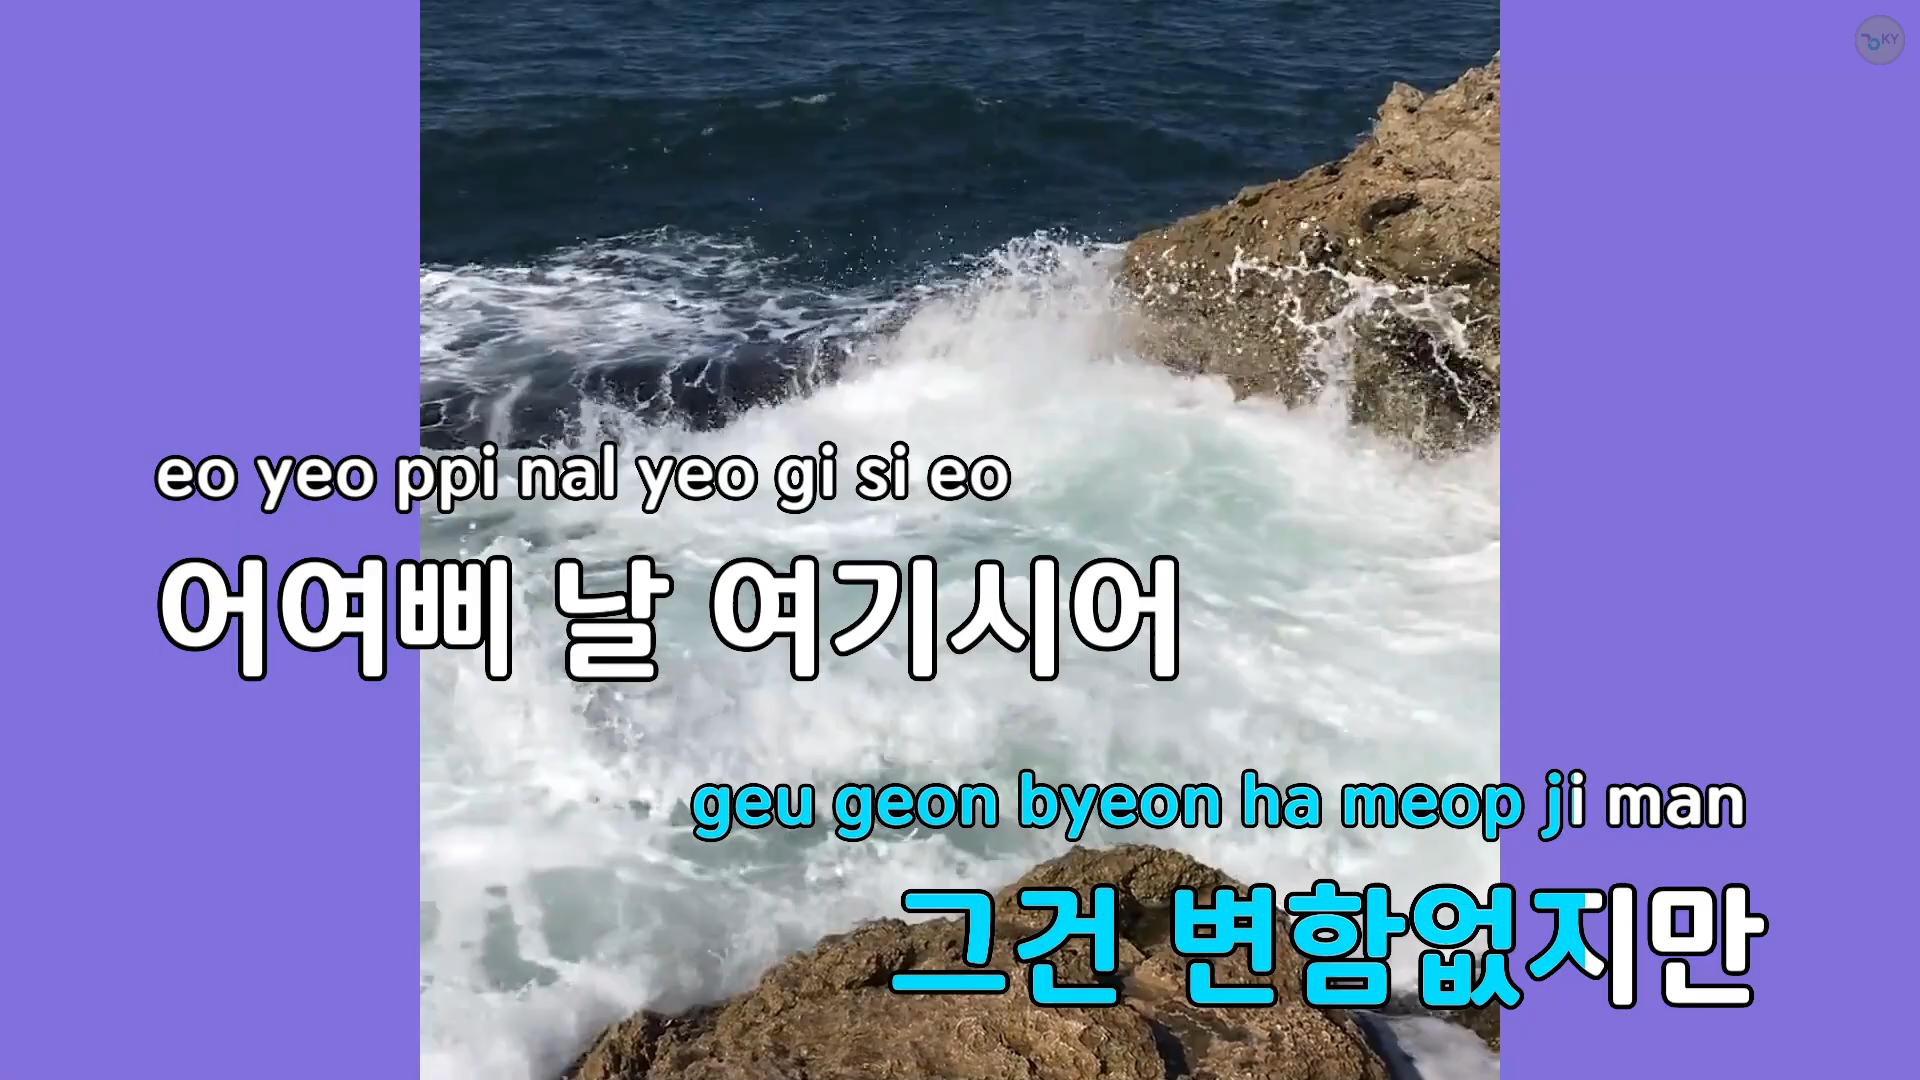 KY
eo yeo ppi nal yeo gi si eo
어여삐 날 여기시어
geu geon byeon ha meop ji man
그건 변함없지만